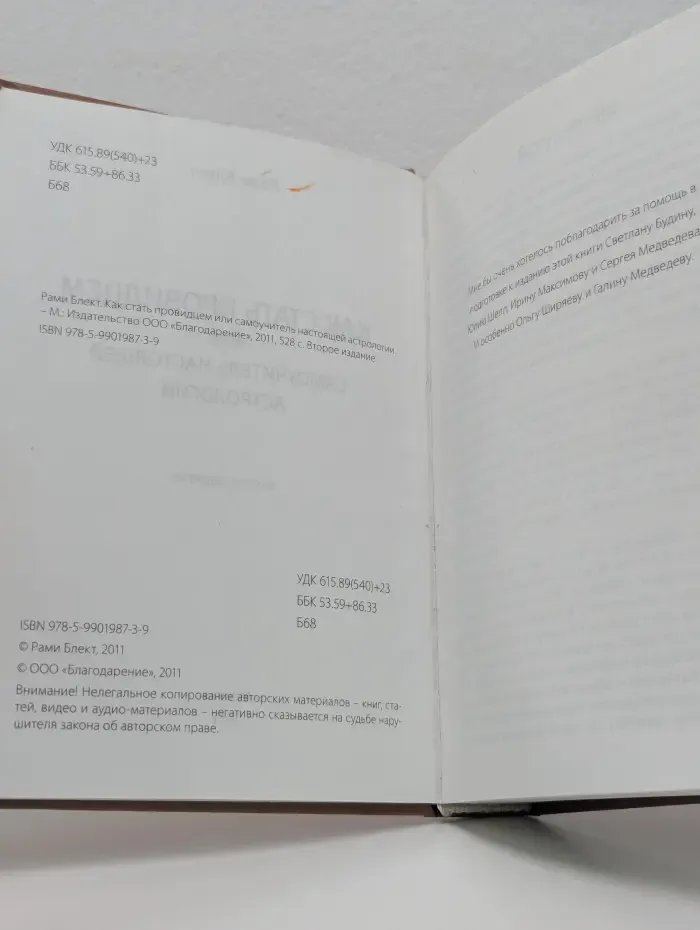 УДК 615.89(540)+23
ББК 53.59+86.33
Б68
Рами Блект. Как стать провидцем или самоучитель настоящей астрологии.
– М.: Издательство ООО «Благодарение», 2011, 528 с. Второе издание.
ISBN 978-5-9901987-3-9
УДК 615.89(540)+23
ББК 53.59+86.33
Б68
ISBN 978-5-9901987-3-9
© Рами Блект, 2011
© ООО «Благодарение», 2011
Внимание! Нелегальное копирование авторских материалов – книг, ста-
тей, видео и аудио-материалов – негативно сказывается на судьбе нару-
шителя закона об авторском праве.
Мне бы очень хотелось поблагодарить за помощь в
подготовке к изданию этой книги Светлану Будину,
Юлию Шепл, Ирину Максимову и Сергея Медведева.
И особенно Ольгу Ширяеву и Галину Медведеву.